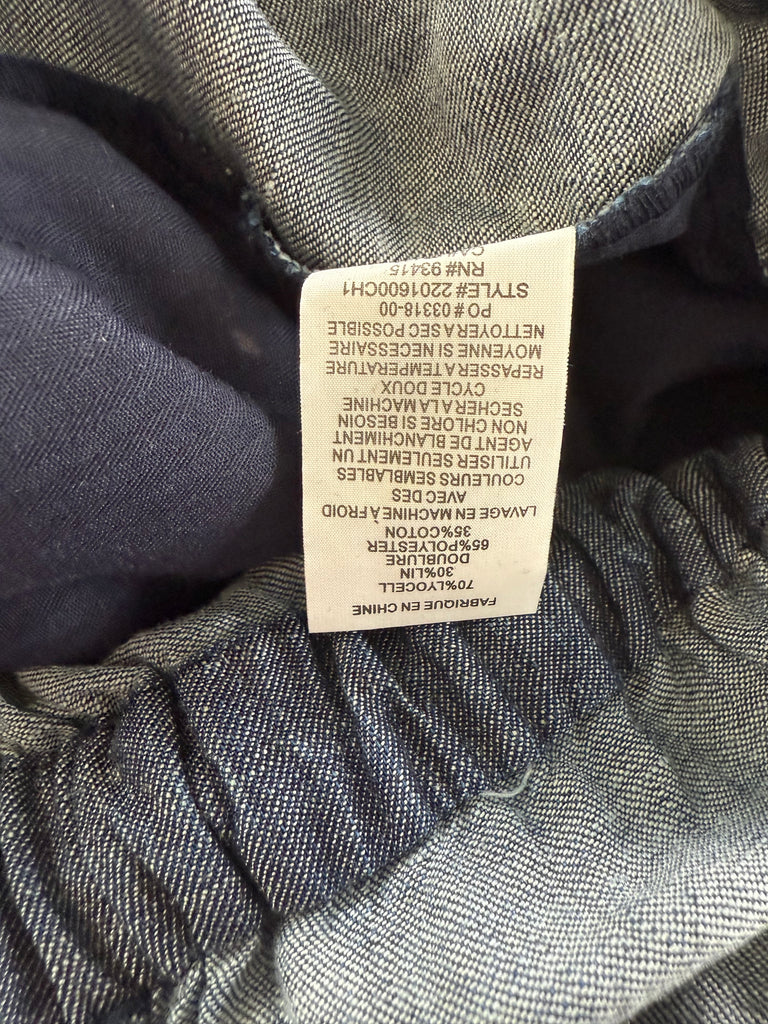 FABRIQUE EN CHINE
70%LYOCELL
30%LIN
DOUBLURE
65%POLYESTER
35%COTON
LAVAGE EN MACHINE À FROID
AVEC DES
COULEURS SEMBLABLES
UTILISER SEULEMENT UN
AGENT DE BLANCHIMENT
NON CHLORE SI BESOIN
SECHER A LA MACHINE
CYCLE DOUX
REPASSER A TEMPERATURE
MOYENNE SI NECESSAIRE
NETTOYER A SEC POSSIBLE
PO # 03318-00
STYLE# 2201600CH1
RN# 93415